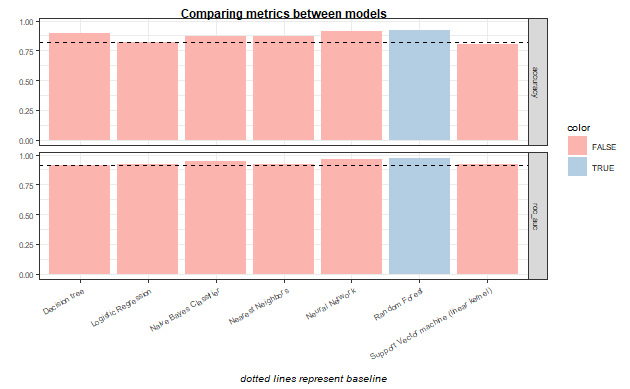 Comparing metrics between models
1.00
0.75
0.50
0.25
0.00
accuracy
1.00
0.75
0.50
0.25
0.00
roc_auc
Decision tree
Logistic Regression
Naive Bayes Classifier
Nearest Neighbors
Neural Network
Random Forest
Support Vector machine (linear kernel)
color
FALSE
TRUE
dotted lines represent baseline